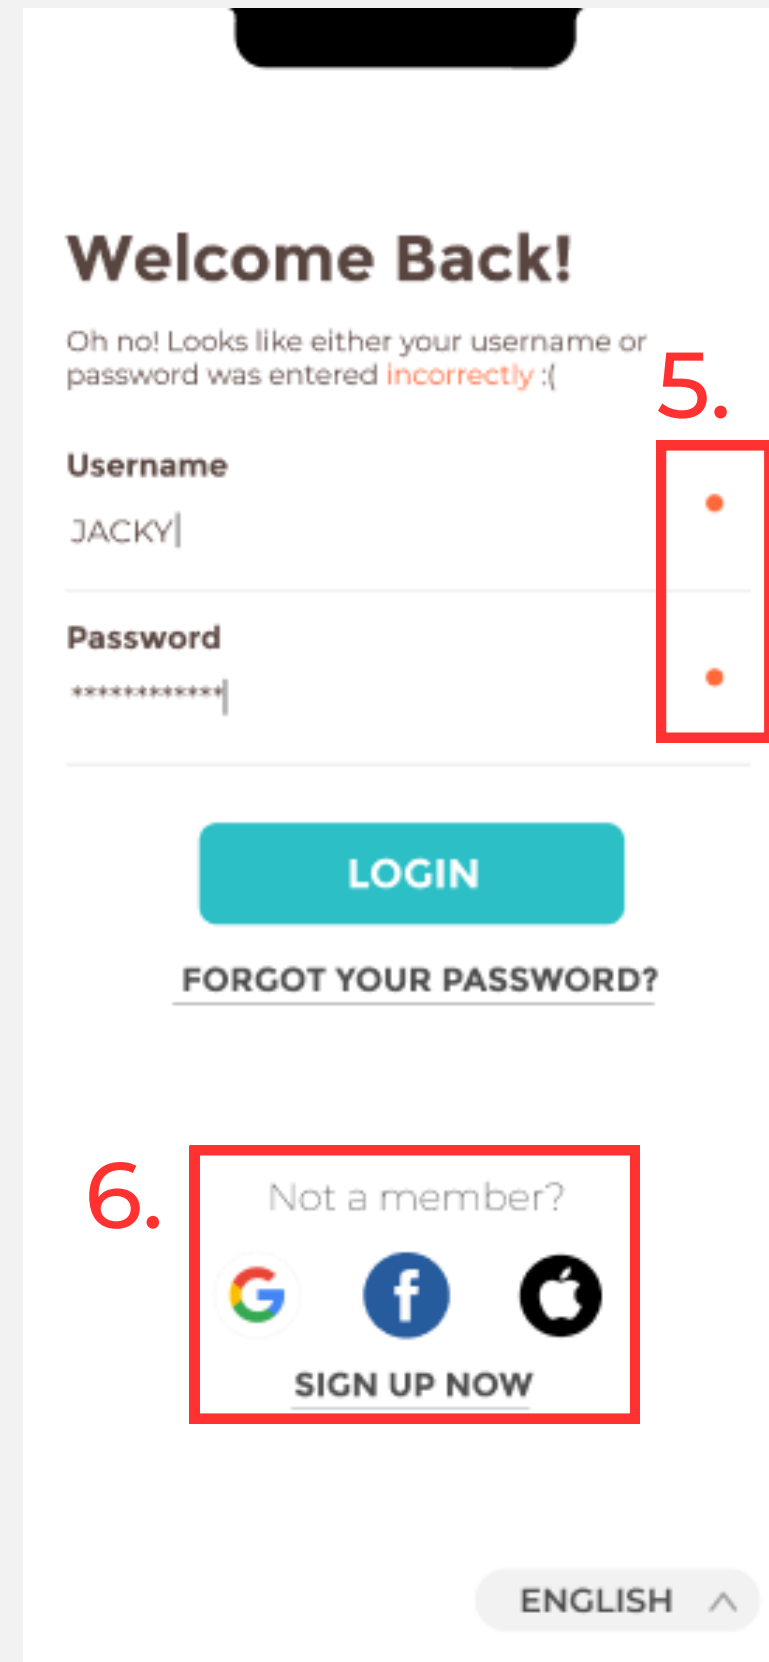 Welcome Back!
Oh no! Looks like either your username or
password was entered incorrectly :(
5.
Username
JACKY
Password
************
LOGIN
FORGOT YOUR PASSWORD?
6.
Not a member?
G f
SIGN UP NOW
ENGLISH